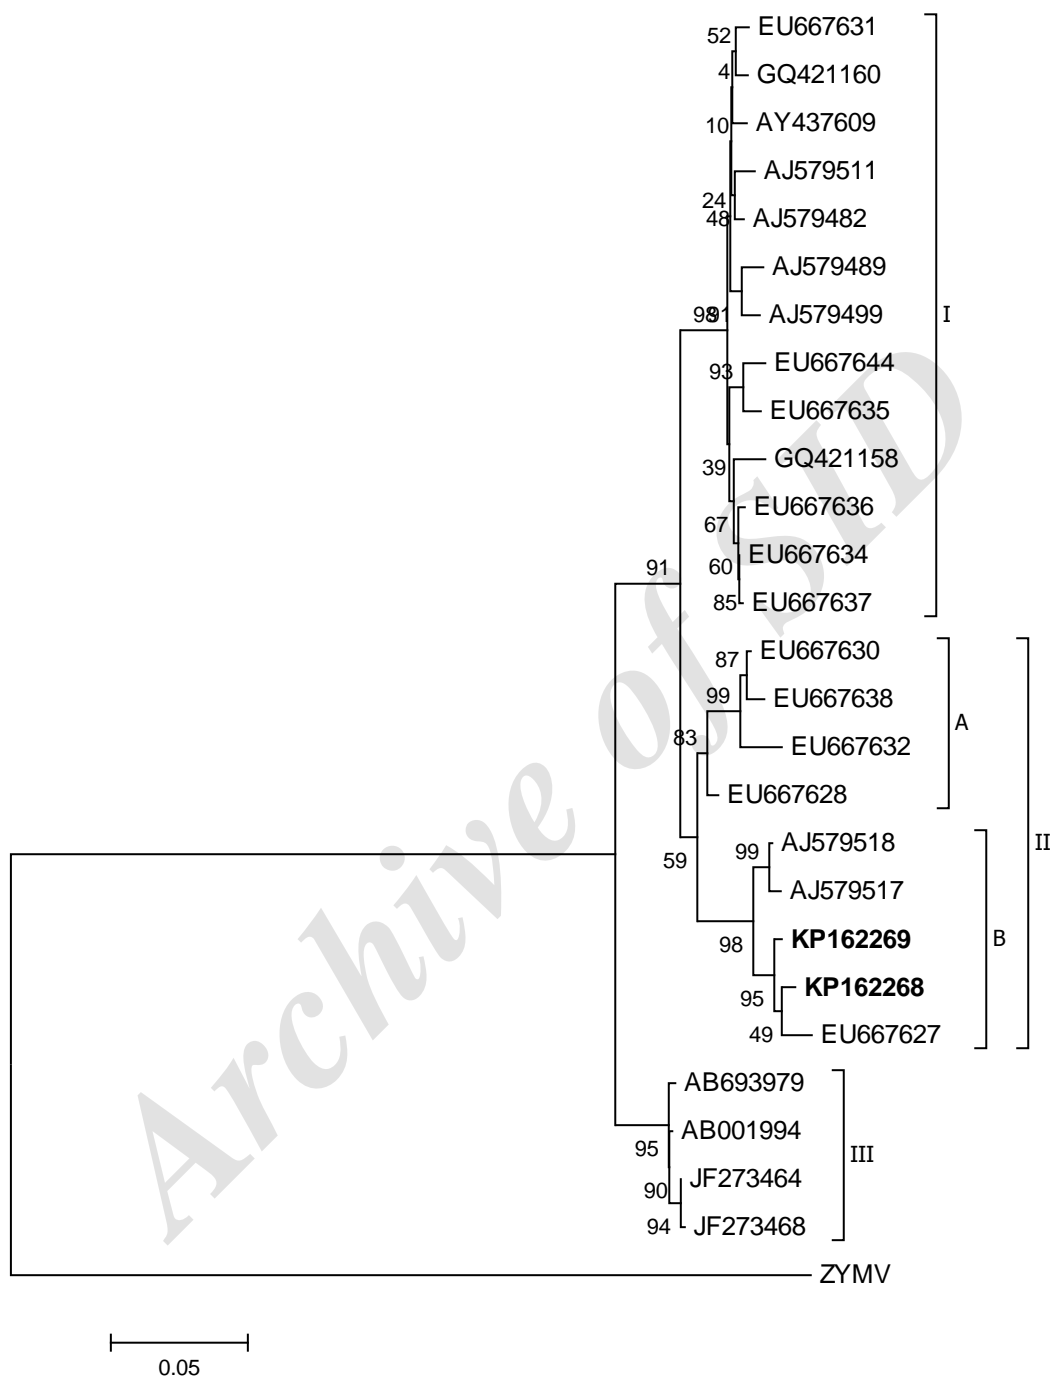 52
EU667631
4
GQ421160
10
AY437609
AJ579511
24
48
AJ579482
AJ579489
98
91
AJ579499
I
93
EU667644
EU667635
39
GQ421158
67
EU667636
60
EU667634
85
EU667637
91
87
EU667630
99
EU667638
A
83
EU667632
EU667628
59
99
AJ579518
II
AJ579517
98
KP162269
B
95
KP162268
49
EU667627
AB693979
95
AB001994
III
90
JF273464
94
JF273468
ZYMV
0.05
Archive of SID